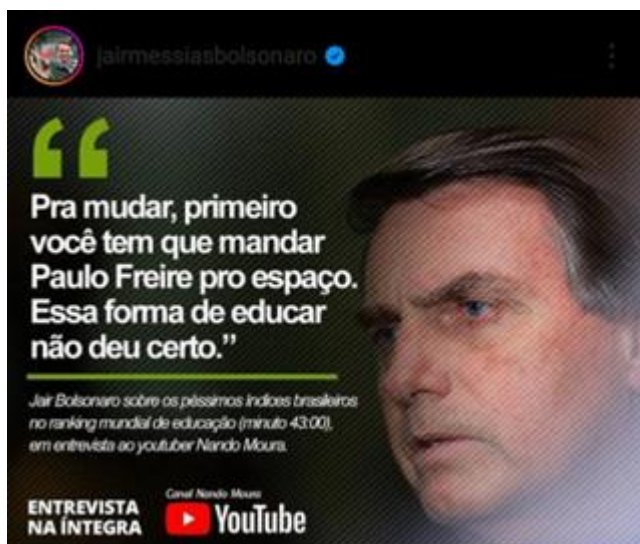 jairmessiasbolsonaro
Pra mudar, primeiro
você tem que mandar
Paulo Freire pro espaço.
Essa forma de educar
não deu certo.”
Jair Bolsonaro sobre os péssimos índices brasileiros
no ranking mundial de educação (minuto 43:00),
em entrevista ao youtuber Nando Moura.
ENTREVISTA
NA ÍNTEGRA
Canal Nando Moura
YouTube